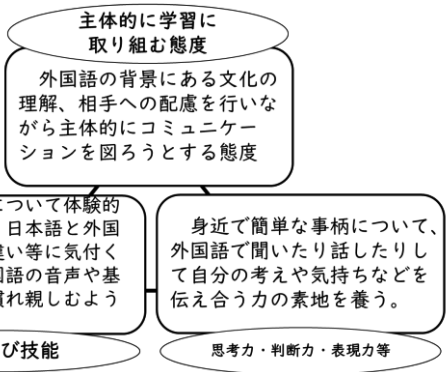 主体的に学習に
取り組む態度
外国語の背景にある文化の
理解、相手への配慮を行いな
がら主体的にコミュニケー
ションを図ろうとする態度
について体験的
日本語と外国
違い等に気付く
国語の音声や基
慣れ親しむよう
び技能
身近で簡単な事柄について、
外国語で聞いたり話したりし
て自分の考えや気持ちなどを
伝え合う力の素地を養う。
思考力・判断力・表現力等